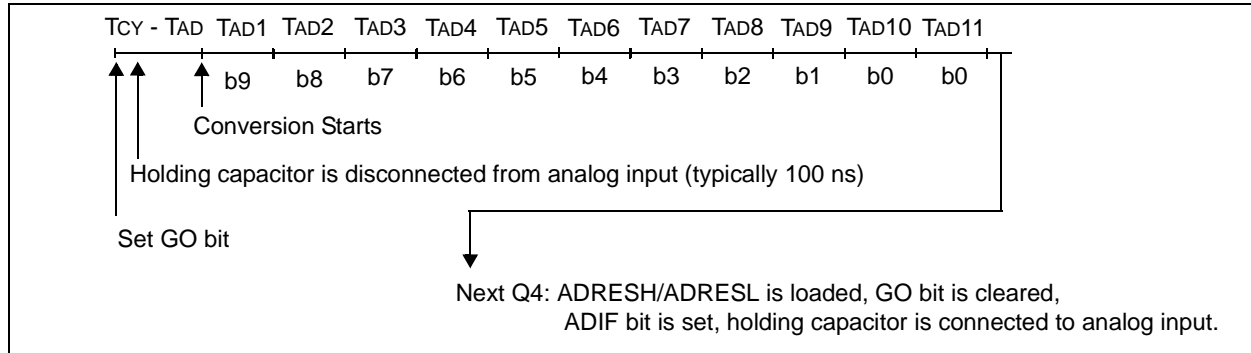 TCY - TAD TAD1 TAD2 TAD3 TAD4 TAD5 TAD6 TAD7 TAD8 TAD9 TAD10 TAD11
b9 b8 b7 b6 b5 b4 b3 b2 b1 b0 b0
Conversion Starts
Holding capacitor is disconnected from analog input (typically 100 ns)
Set GO bit
Next Q4: ADRESH/ADRESL is loaded, GO bit is cleared,
ADIF bit is set, holding capacitor is connected to analog input.